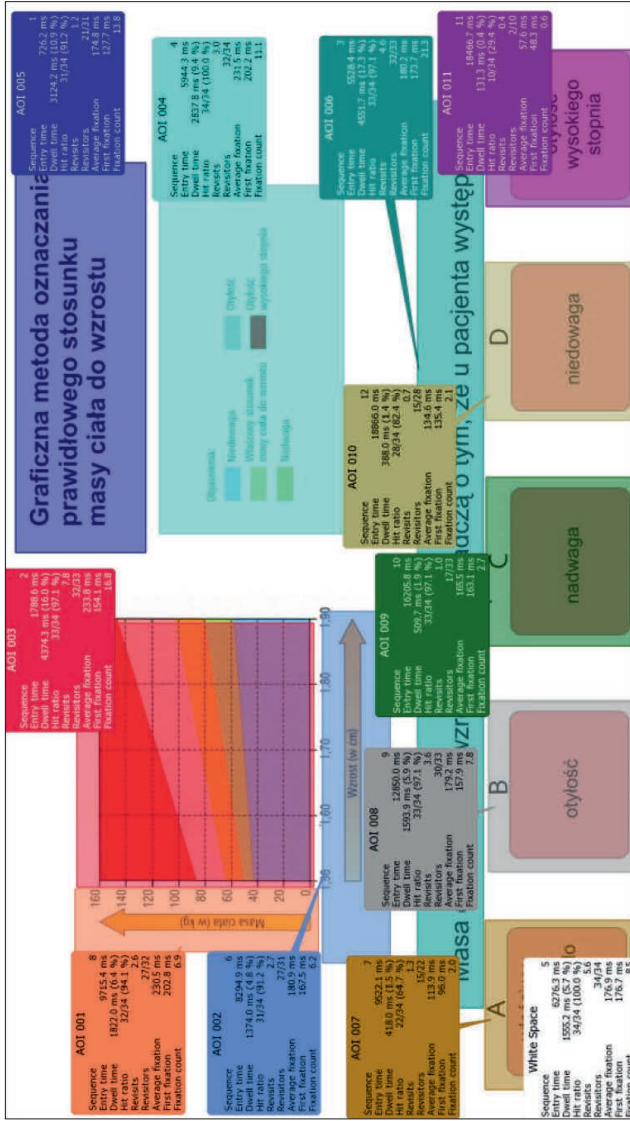 Graficzna metoda oznaczania
prawidłowego stosunku
masy ciała do wzrostu
AOI 005
Sequence 1
Entry time 726.2 ms
Dwell time 3124.2 ms (10.9 %)
Hit ratio 31/34 (91.2 %)
Revisits 1.2
Revisitors 21/31
Average fixation 174.8 ms
First fixation 127.7 ms
Fixation count 13.8
AOI 003
Sequence 2
Entry time 1788.6 ms
Dwell time 4374.3 ms (16.0 %)
Hit ratio 33/34 (97.1 %)
Revisits 7.8
Revisitors 32/33
Average fixation 233.8 ms
First fixation 154.1 ms
Fixation count 16.8
AOI 004
Sequence 4
Entry time 5944.3 ms
Dwell time 2837.8 ms (9.4 %)
Hit ratio 34/34 (100.0 %)
Revisits 3.0
Revisitors 32/34
Average fixation 231.5 ms
First fixation 202.2 ms
Fixation count 11.1
Objaśnienia:
Niedowaga
Właściwy stosunek
masy ciała do wzrostu
Nadwaga
Otyłość
Otyłość
wysokiego stopnia
AOI 001
Sequence 8
Entry time 9715.4 ms
Dwell time 1822.0 ms (6.4 %)
Hit ratio 32/34 (94.1 %)
Revisits 2.6
Revisitors 27/32
Average fixation 230.5 ms
First fixation 202.8 ms
Fixation count 6.9
Masa ciała (w kg)
160
140
120
100
80
60
40
20
0
1,50
1,60
1,70
1,80
1,90
Wzrost (w cm)
AOI 002
Sequence 6
Entry time 8294.9 ms
Dwell time 1374.0 ms (4.8 %)
Hit ratio 31/34 (91.2 %)
Revisits 2.7
Revisitors 27/31
Average fixation 180.9 ms
First fixation 167.5 ms
Fixation count 6.2
AOI 006
Sequence 3
Entry time 5528.4 ms
Dwell time 4551.7 ms (17.3 %)
Hit ratio 33/34 (97.1 %)
Revisits 4.6
Revisitors 32/33
Average fixation 180.2 ms
First fixation 173.7 ms
Fixation count 21.3
Masa wzr adczą o tym, że u pacjenta występ
AOI 007
Sequence 7
Entry time 9522.1 ms
Dwell time 418.0 ms (1.5 %)
Hit ratio 22/34 (64.7 %)
Revisits 1.3
Revisitors 15/22
Average fixation 113.9 ms
First fixation 96.0 ms
Fixation count 2.0
AOI 008
Sequence 9
Entry time 12850.0 ms
Dwell time 1593.9 ms (5.9 %)
Hit ratio 33/34 (97.1 %)
Revisits 3.6
Revisitors 30/33
Average fixation 179.2 ms
First fixation 157.9 ms
Fixation count 7.8
AOI 009
Sequence 10
Entry time 16205.8 ms
Dwell time 509.7 ms (1.9 %)
Hit ratio 33/34 (97.1 %)
Revisits 1.0
Revisitors 17/33
Average fixation 165.5 ms
First fixation 163.1 ms
Fixation count 2.7
AOI 010
Sequence 12
Entry time 18866.0 ms
Dwell time 388.0 ms (1.4 %)
Hit ratio 28/34 (82.4 %)
Revisits 0.7
Revisitors 15/28
Average fixation 134.6 ms
First fixation 135.4 ms
Fixation count 2.1
AOI 011
Sequence 11
Entry time 18466.7 ms
Dwell time 131.3 ms (0.4 %)
Hit ratio 10/34 (29.4 %)
Revisits 0.4
Revisitors 2/10
Average fixation 57.6 ms
First fixation 48.3 ms
Fixation count 0.6
A
B
C
D
otyłość
nadwaga
niedowaga
otyłość
wysokiego
stopnia
White Space
Sequence 5
Entry time 6276.3 ms
Dwell time 1555.2 ms (5.7 %)
Hit ratio 34/34 (100.0 %)
Revisits 5.6
Revisitors 34/34
Average fixation 176.9 ms
First fixation 176.7 ms
Fixation count 8.5